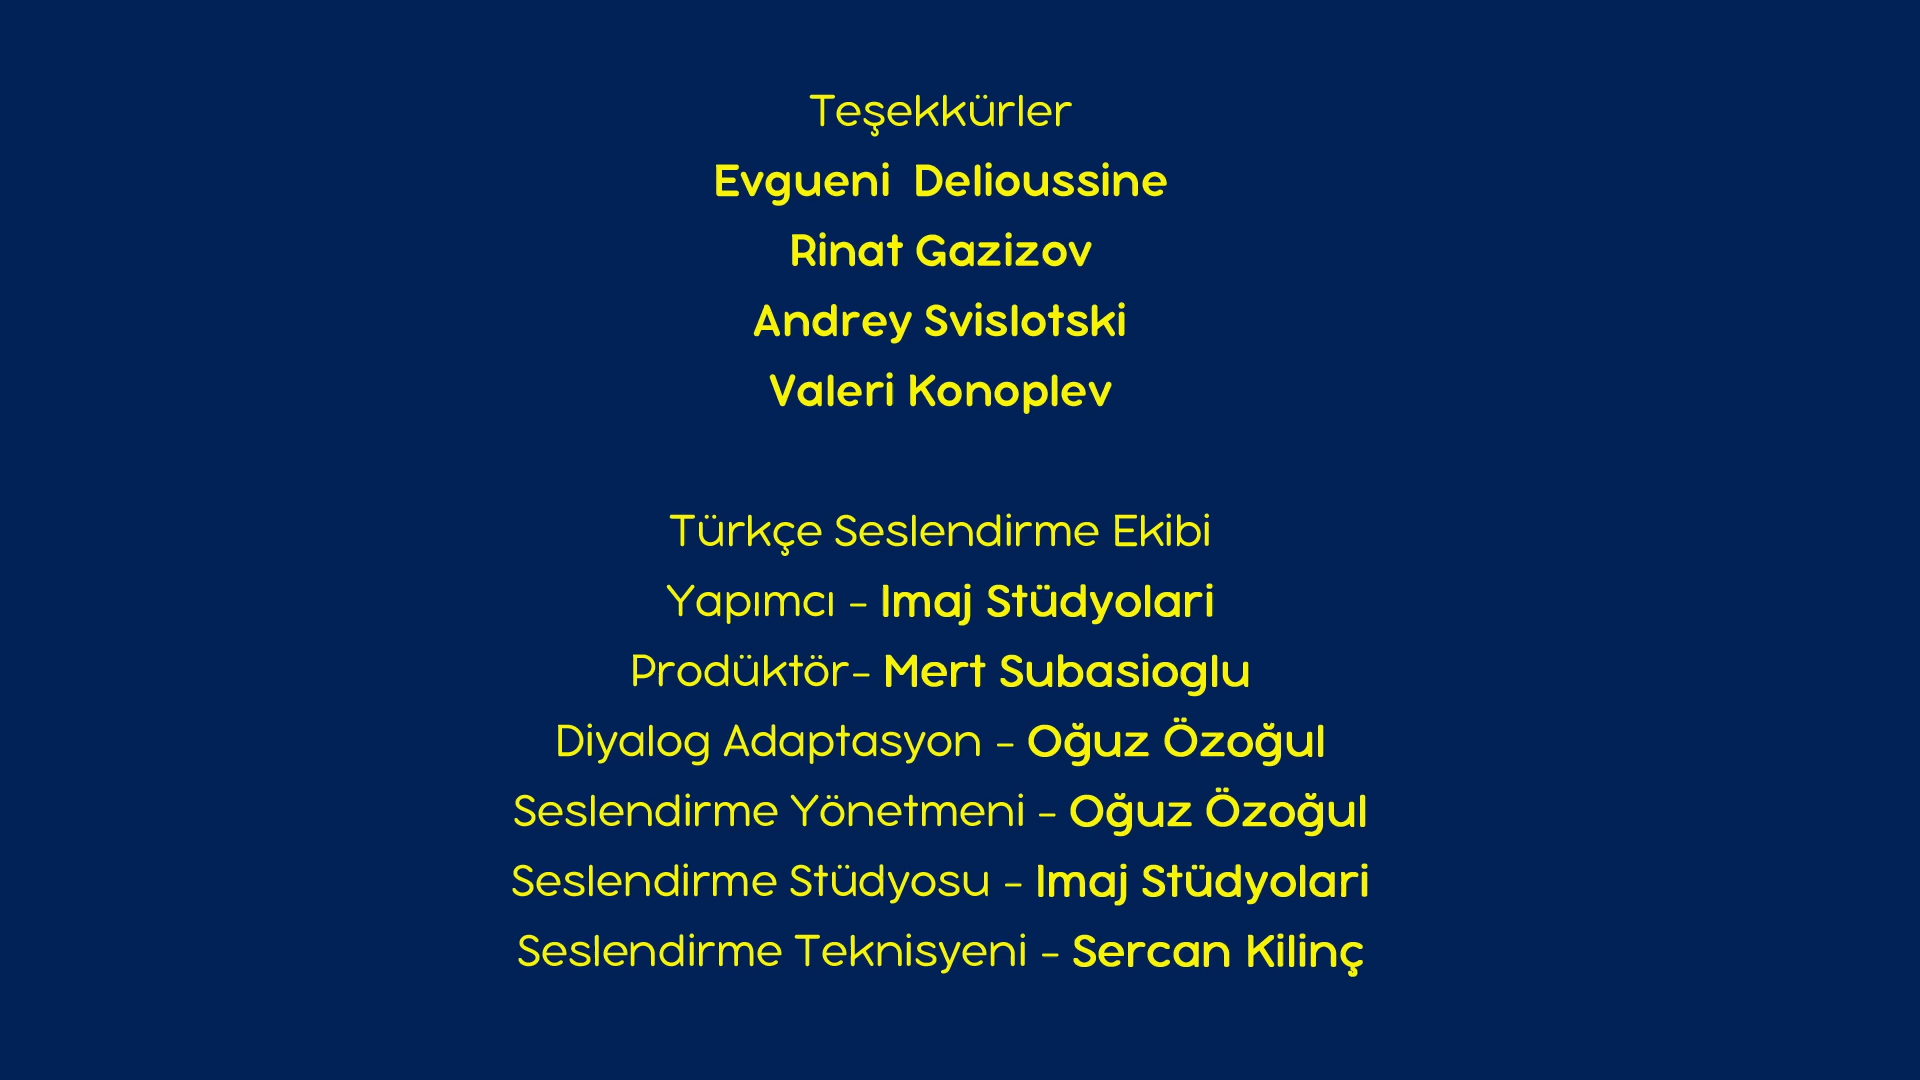 Teşekkürler
Evgueni  Delioussine
Rinat Gazizov
Andrey Svislotski
Valeri Konoplev
Türkçe Seslendirme Ekibi
Yapımcı - Imaj Stüdyolari
Prodüktör- Mert Subasioglu
Diyalog Adaptasyon - Oğuz Özoğul
Seslendirme Yönetmeni - Oğuz Özoğul
Seslendirme Stüdyosu - Imaj Stüdyolari
Seslendirme Teknisyeni - Sercan Kilinç